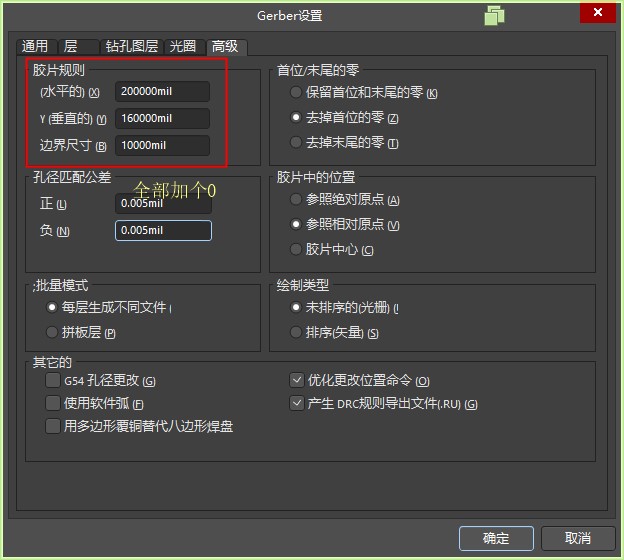 Gerber设置
通用 层 钻孔图层 光圈 高级
胶片规则
(水平的) (X) 200000mil
Y (垂直的) (Y) 160000mil
边界尺寸 (B) 10000mil
首位/末尾的零
保留首位和末尾的零 (K)
去掉首位的零 (Z)
去掉末尾的零 (T)
孔径匹配公差
全部加个0
正 (L) 0.005mil
负 (N) 0.005mil
胶片中的位置
参照绝对原点 (A)
参照相对原点 (V)
胶片中心 (C)
;批量模式
每层生成不同文件 (
拼板层 (P)
绘制类型
未排序的(光栅) (
排序(矢量) (S)
其它的
G54 孔径更改 (G)
使用软件弧 (F)
用多边形覆铜替代八边形焊盘
优化更改位置命令 (O)
产生 DRC规则导出文件(.RU) (G)
确定 取消